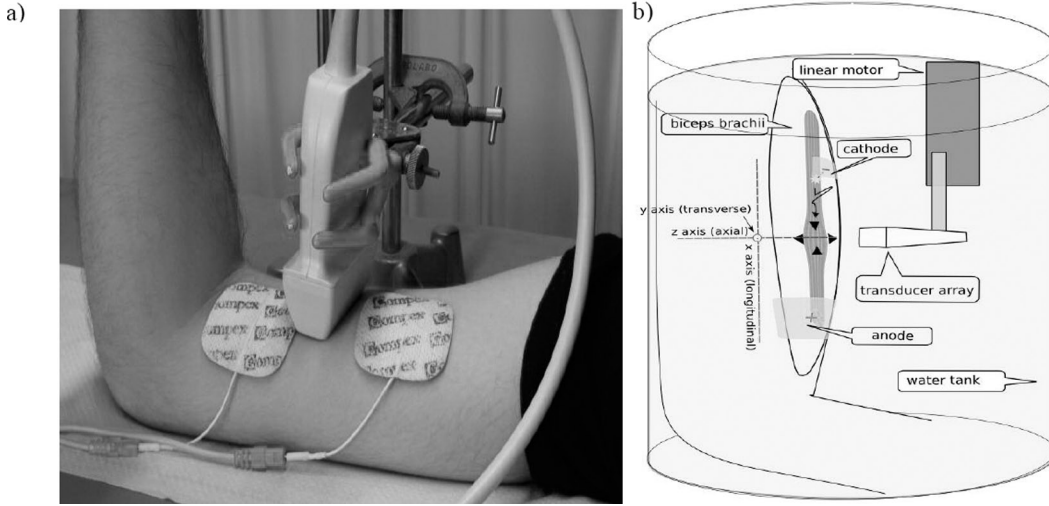 a)
Compex
Compex
Compex
Compex
Compex
Compex
b)
linear motor
biceps brachii
cathode
-
y axis (transverse)
z axis (axial)
x axis (longitudinal)
transducer array
+
anode
water tank